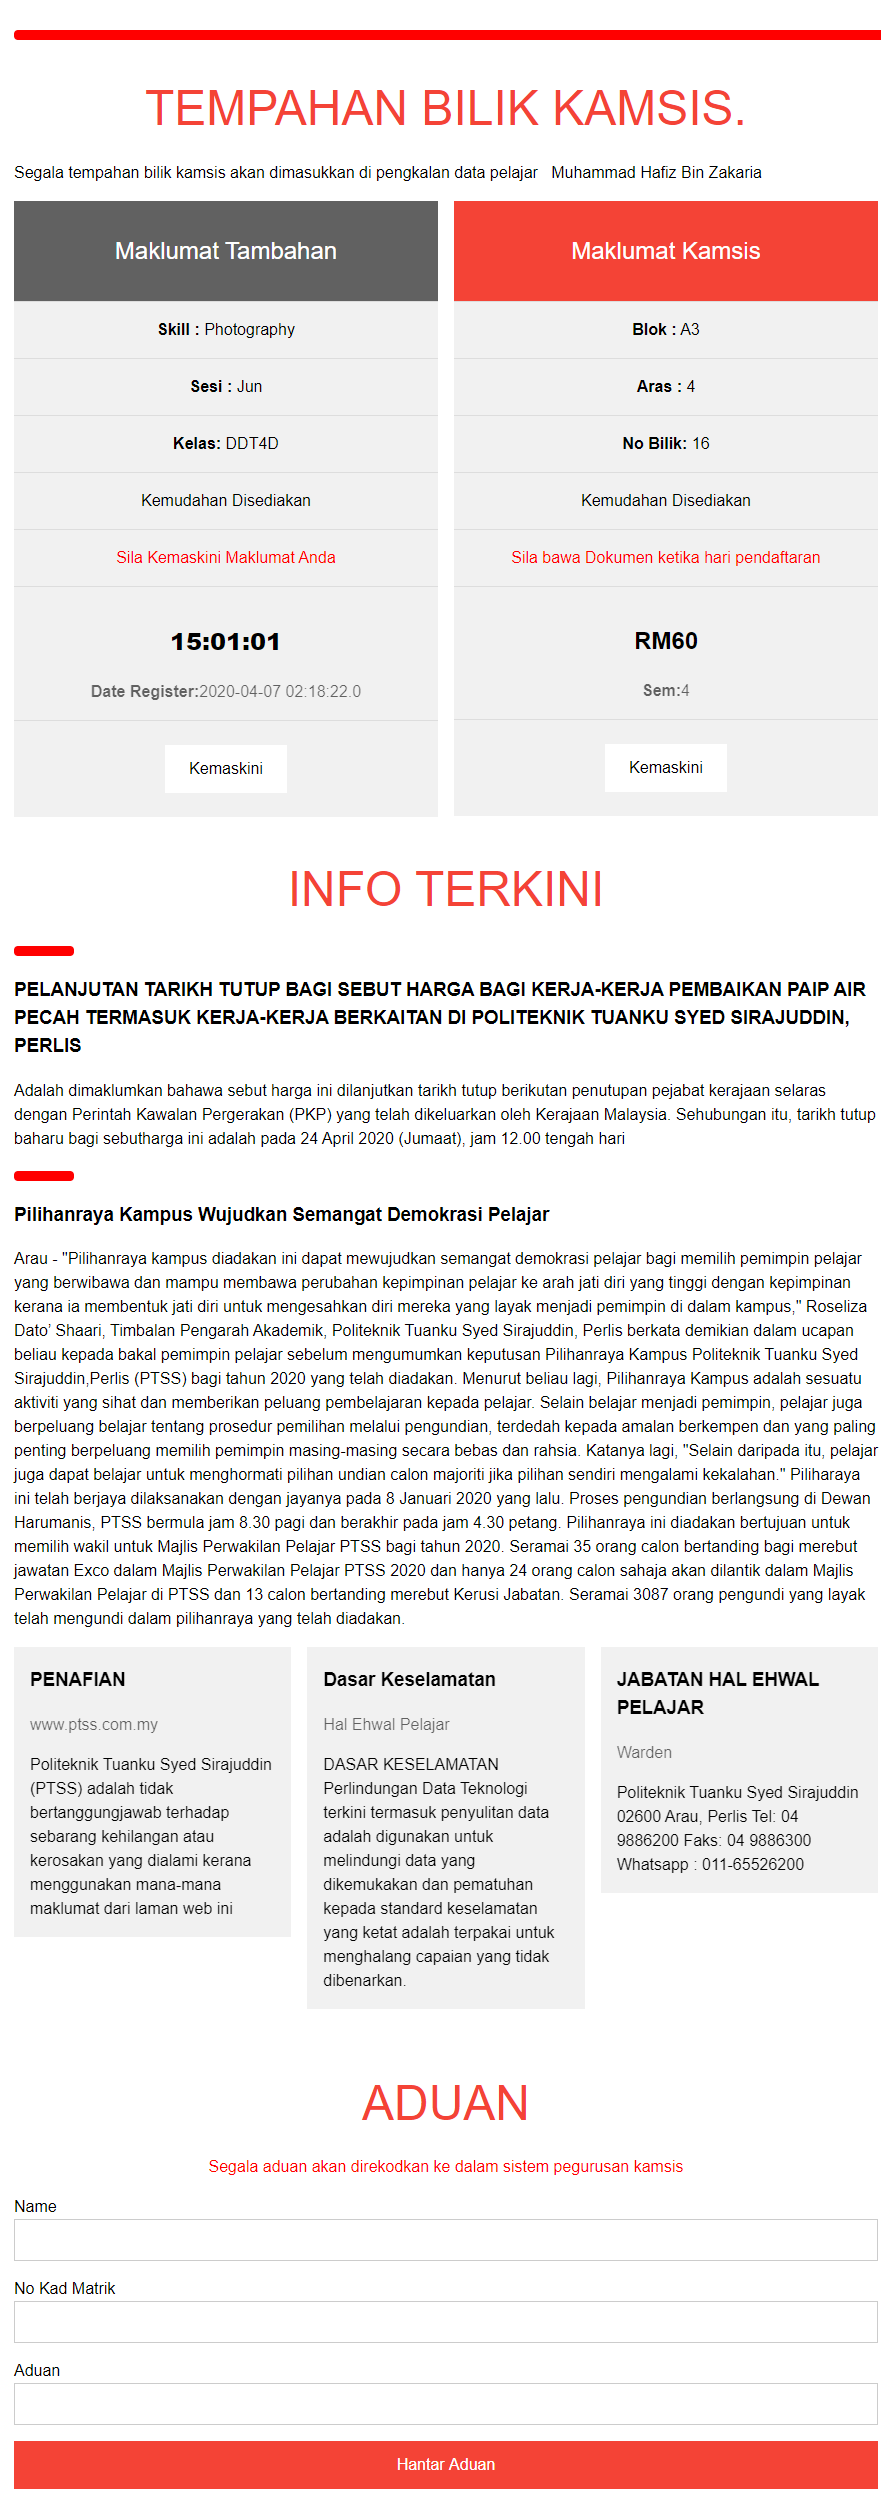 TEMPAHAN BILIK KAMSIS.
Segala tempahan bilik kamsis akan dimasukkan di pengkalan data pelajar Muhammad Hafiz Bin Zakaria
Maklumat Tambahan
Skill : Photography
Sesi : Jun
Kelas: DDT4D
Kemudahan Disediakan
Sila Kemaskini Maklumat Anda
15:01:01
Date Register:2020-04-07 02:18:22.0
Kemaskini
Maklumat Kamsis
Blok : A3
Aras : 4
No Bilik: 16
Kemudahan Disediakan
Sila bawa Dokumen ketika hari pendaftaran
RM60
Sem:4
Kemaskini
INFO TERKINI
PELANJUTAN TARIKH TUTUP BAGI SEBUT HARGA BAGI KERJA-KERJA PEMBAIKAN PAIP AIR
PECAH TERMASUK KERJA-KERJA BERKAITAN DI POLITEKNIK TUANKU SYED SIRAJUDDIN,
PERLIS
Adalah dimaklumkan bahawa sebut harga ini dilanjutkan tarikh tutup berikutan penutupan pejabat kerajaan selaras
dengan Perintah Kawalan Pergerakan (PKP) yang telah dikeluarkan oleh Kerajaan Malaysia. Sehubungan itu, tarikh tutup
baharu bagi sebutharga ini adalah pada 24 April 2020 (Jumaat), jam 12.00 tengah hari
Pilihanraya Kampus Wujudkan Semangat Demokrasi Pelajar
Arau - "Pilihanraya kampus diadakan ini dapat mewujudkan semangat demokrasi pelajar bagi memilih pemimpin pelajar
yang berwibawa dan mampu membawa perubahan kepimpinan pelajar ke arah jati diri yang tinggi dengan kepimpinan
kerana ia membentuk jati diri untuk mengesahkan diri mereka yang layak menjadi pemimpin di dalam kampus," Roseliza
Dato’ Shaari, Timbalan Pengarah Akademik, Politeknik Tuanku Syed Sirajuddin, Perlis berkata demikian dalam ucapan
beliau kepada bakal pemimpin pelajar sebelum mengumumkan keputusan Pilihanraya Kampus Politeknik Tuanku Syed
Sirajuddin,Perlis (PTSS) bagi tahun 2020 yang telah diadakan. Menurut beliau lagi, Pilihanraya Kampus adalah sesuatu
aktiviti yang sihat dan memberikan peluang pembelajaran kepada pelajar. Selain belajar menjadi pemimpin, pelajar juga
berpeluang belajar tentang prosedur pemilihan melalui pengundian, terdedah kepada amalan berkempen dan yang paling
penting berpeluang memilih pemimpin masing-masing secara bebas dan rahsia. Katanya lagi, "Selain daripada itu, pelajar
juga dapat belajar untuk menghormati pilihan undian calon majoriti jika pilihan sendiri mengalami kekalahan." Piliharaya
ini telah berjaya dilaksanakan dengan jayanya pada 8 Januari 2020 yang lalu. Proses pengundian berlangsung di Dewan
Harumanis, PTSS bermula jam 8.30 pagi dan berakhir pada jam 4.30 petang. Pilihanraya ini diadakan bertujuan untuk
memilih wakil untuk Majlis Perwakilan Pelajar PTSS bagi tahun 2020. Seramai 35 orang calon bertanding bagi merebut
jawatan Exco dalam Majlis Perwakilan Pelajar PTSS 2020 dan hanya 24 orang calon sahaja akan dilantik dalam Majlis
Perwakilan Pelajar di PTSS dan 13 calon bertanding merebut Kerusi Jabatan. Seramai 3087 orang pengundi yang layak
telah mengundi dalam pilihanraya yang telah diadakan.
PENAFIAN
www.ptss.com.my
Politeknik Tuanku Syed Sirajuddin
(PTSS) adalah tidak
bertanggungjawab terhadap
sebarang kehilangan atau
kerosakan yang dialami kerana
menggunakan mana-mana
maklumat dari laman web ini
Dasar Keselamatan
Hal Ehwal Pelajar
DASAR KESELAMATAN
Perlindungan Data Teknologi
terkini termasuk penyulitan data
adalah digunakan untuk
melindungi data yang
dikemukakan dan pematuhan
kepada standard keselamatan
yang ketat adalah terpakai untuk
menghalang capaian yang tidak
dibenarkan.
JABATAN HAL EHWAL
PELAJAR
Warden
Politeknik Tuanku Syed Sirajuddin
02600 Arau, Perlis Tel: 04
9886200 Faks: 04 9886300
Whatsapp : 011-65526200
ADUAN
Segala aduan akan direkodkan ke dalam sistem pegurusan kamsis
Name
No Kad Matrik
Aduan
Hantar Aduan